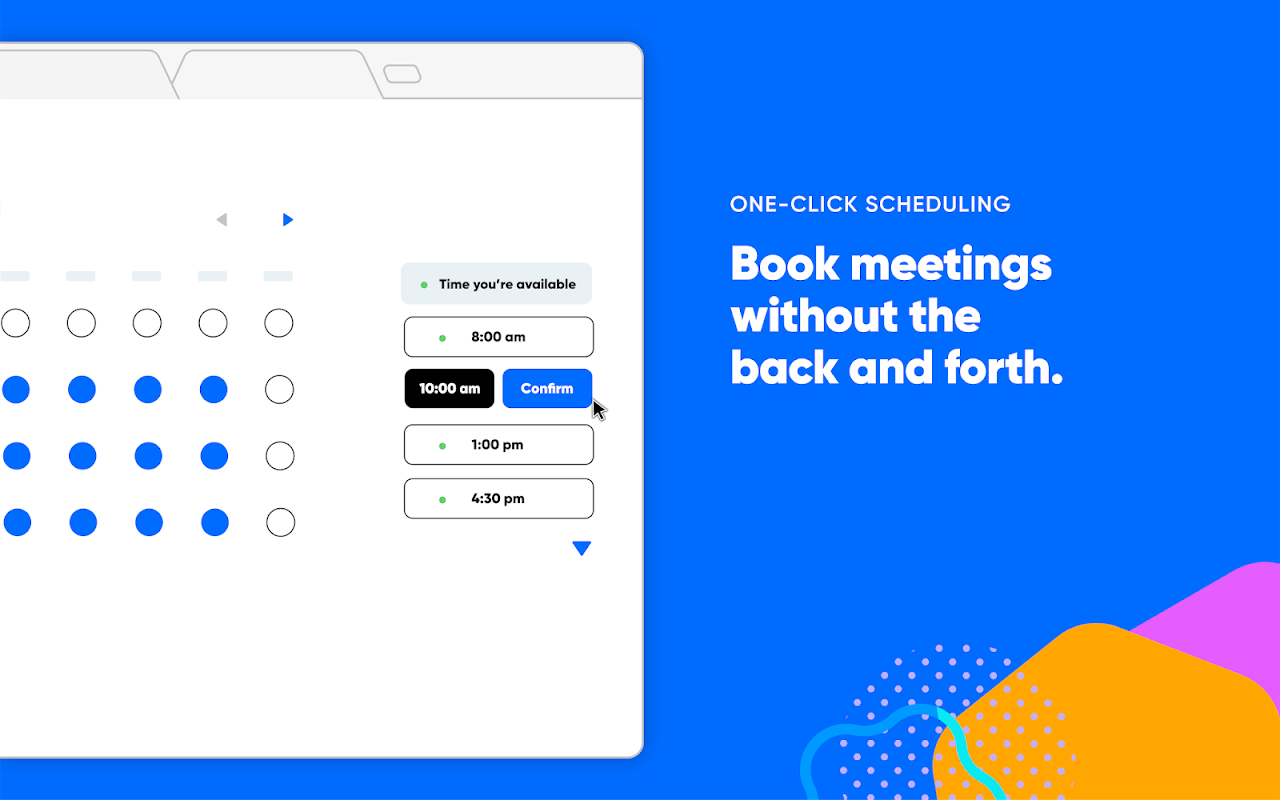 ONE-CLICK SCHEDULING
Book meetings
without the
back and forth.
Time you’re available
8:00 am
10:00 am Confirm
1:00 pm
4:30 pm